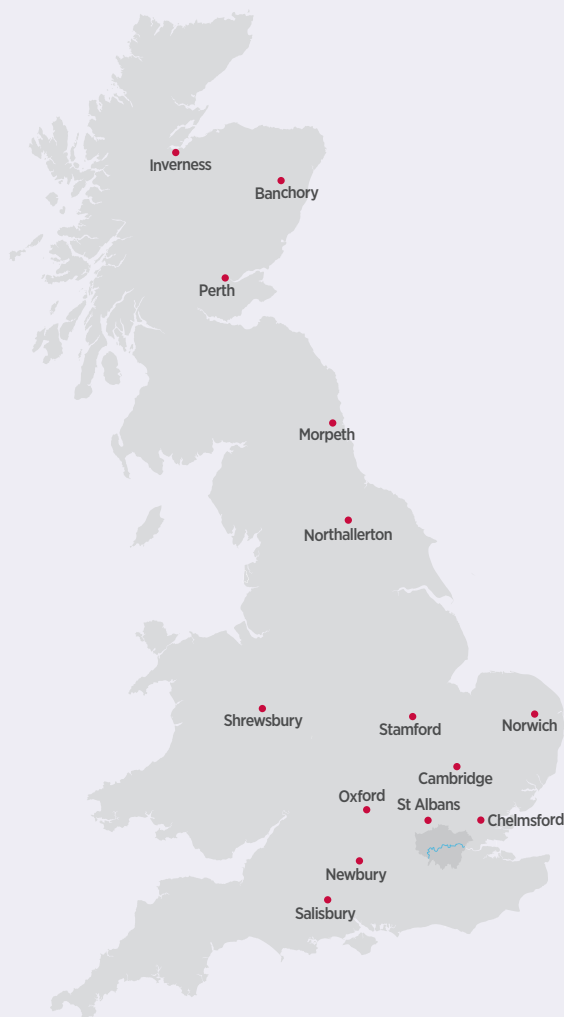 Inverness
Banchory
Perth
Morpeth
Northallerton
Shrewsbury
Stamford
Norwich
Cambridge
Oxford
St Albans
Chelmsford
Newbury
Salisbury